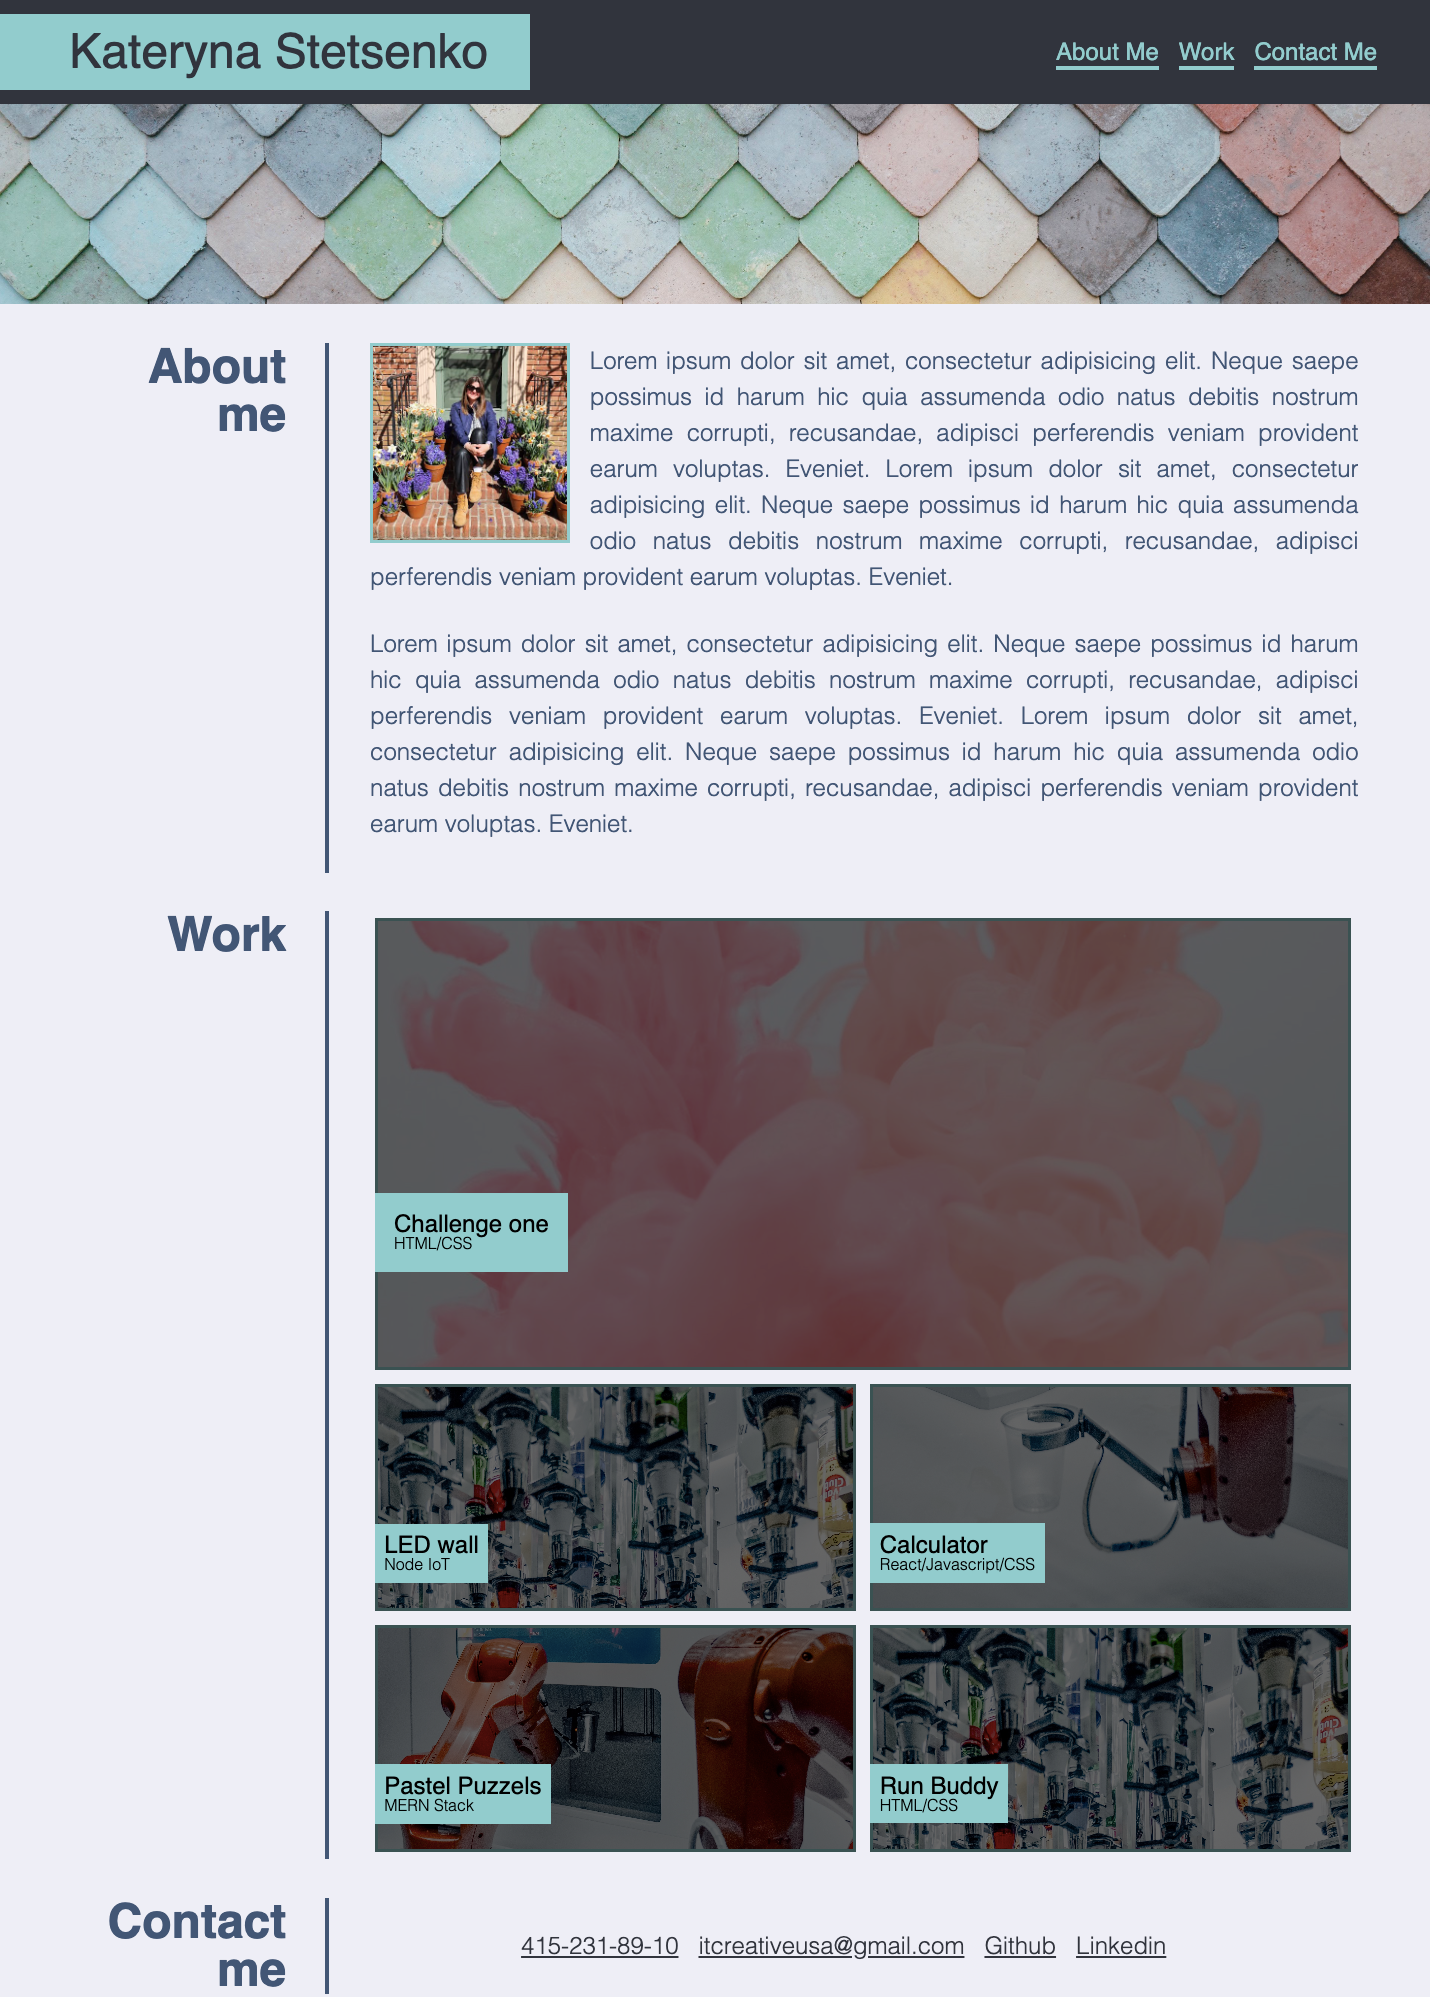 Kateryna Stetsenko
About Me Work Contact Me
About
me
Lorem ipsum dolor sit amet, consectetur adipisicing elit. Neque saepe
possimus id harum hic quia assumenda odio natus debitis nostrum
maxime corrupti, recusandae, adipisci perferendis veniam provident
earum voluptas. Eveniet. Lorem ipsum dolor sit amet, consectetur
adipisicing elit. Neque saepe possimus id harum hic quia assumenda
odio natus debitis nostrum maxime corrupti, recusandae, adipisci
perferendis veniam provident earum voluptas. Eveniet.
Lorem ipsum dolor sit amet, consectetur adipisicing elit. Neque saepe possimus id harum
hic quia assumenda odio natus debitis nostrum maxime corrupti, recusandae, adipisci
perferendis veniam provident earum voluptas. Eveniet. Lorem ipsum dolor sit amet,
consectetur adipisicing elit. Neque saepe possimus id harum hic quia assumenda odio
natus debitis nostrum maxime corrupti, recusandae, adipisci perferendis veniam provident
earum voluptas. Eveniet.
Work
Challenge one
HTML/CSS
LED wall
Node IoT
Calculator
React/Javascript/CSS
Pastel Puzzels
MERN Stack
Run Buddy
HTML/CSS
Contact
me
415-231-89-10 itcreativeusa@gmail.com Github Linkedin